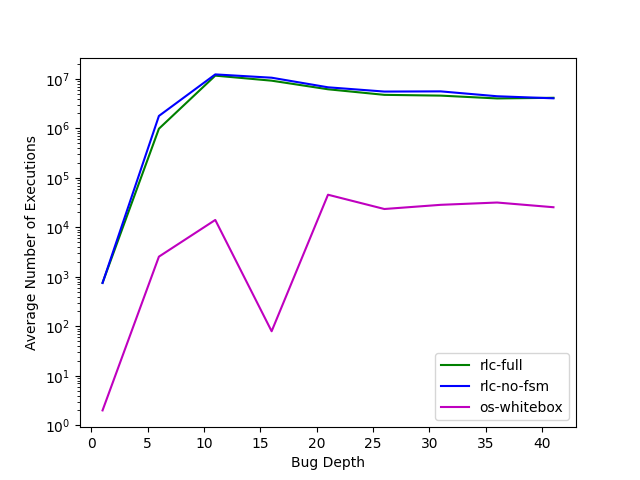 10^7
10^6
10^5
10^4
10^3
10^2
10^1
10^0
Average Number of Executions
0 5 10 15 20 25 30 35 40
Bug Depth
rlc-full
rlc-no-fsm
os-whitebox